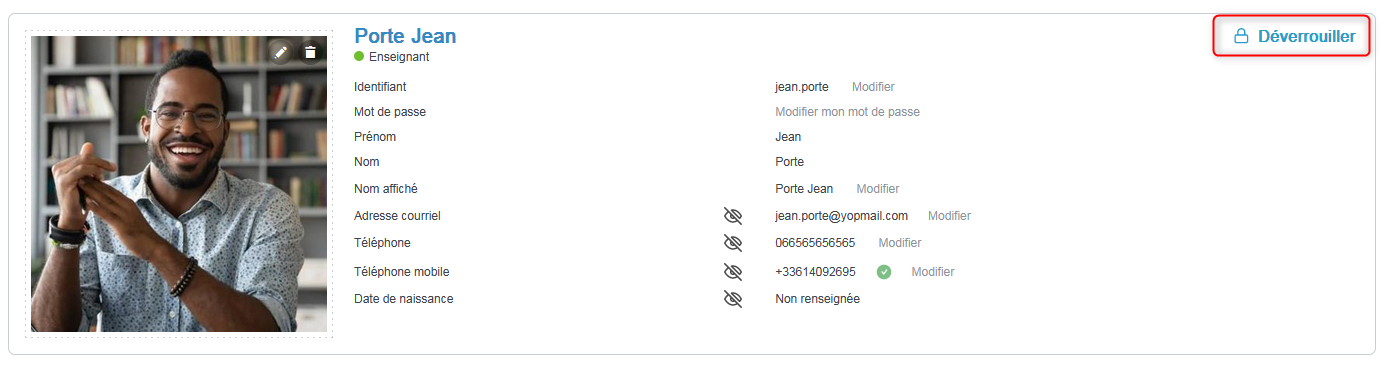 Porte Jean
Déverrouiller
Enseignant
Identifiant jean.porte Modifier
Mot de passe Modifier mon mot de passe
Prénom Jean
Nom Porte
Nom affiché Porte Jean Modifier
Adresse courriel jean.porte@yopmail.com Modifier
Téléphone 066565656565 Modifier
Téléphone mobile +33614092695 Modifier
Date de naissance Non renseignée